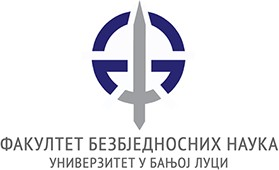 ФАКУЛТЕТ БЕЗБЈЕДНОСНИХ НАУКА
УНИВЕРЗИТЕТ У БАЊОЈ ЛУЦИ